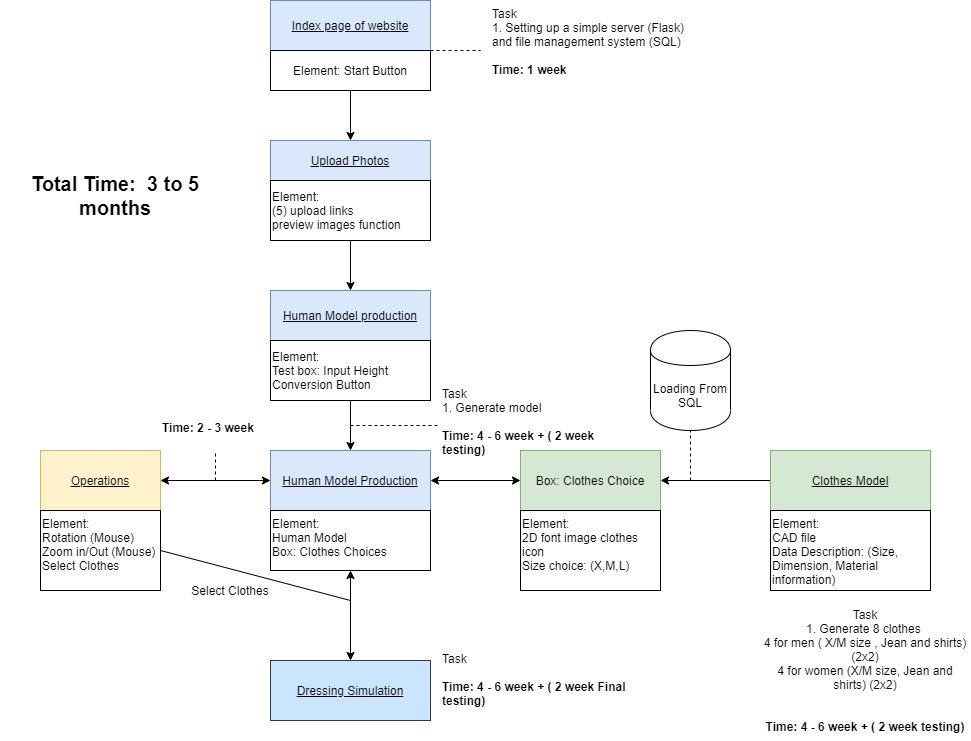 Index page of website
Element: Start Button
Task
1. Setting up a simple server (Flask)
and file management system (SQL)
Time: 1 week
Upload Photos
Element:
(5) upload links
preview images function
Total Time:  3 to 5
months
Human Model production
Element:
Test box: Input Height
Conversion Button
Task
1. Generate model
Time: 4 - 6 week + ( 2 week
testing)
Loading From
SQL
Time: 2 - 3 week
Operations
Element:
Rotation (Mouse)
Zoom in/Out (Mouse)
Select Clothes
Human Model Production
Element:
Human Model
Box: Clothes Choices
Box: Clothes Choice
Element:
2D font image clothes
icon
Size choice: (X,M,L)
Clothes Model
Element:
CAD file
Data Description: (Size,
Dimension, Material
information)
Select Clothes
Task
1. Generate 8 clothes
4 for men ( X/M size , Jean and shirts)
(2x2)
4 for women (X/M size, Jean and
shirts) (2x2)
Time: 4 - 6 week + ( 2 week testing)
Dressing Simulation
Task
Time: 4 - 6 week + ( 2 week Final
testing)